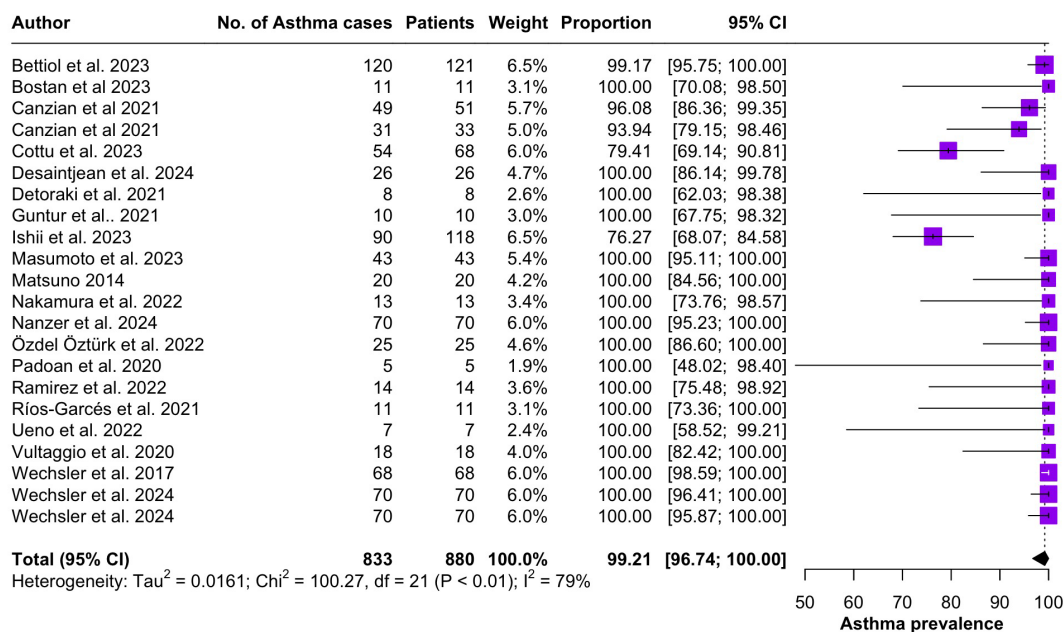 Author No. of Asthma cases Patients Weight Proportion 95% CI
Bettiol et al. 2023 120 121 6.5% 99.17 [95.75; 100.00]
Bostan et al 2023 11 11 3.1% 100.00 [70.08; 98.50]
Canzian et al 2021 49 51 5.7% 96.08 [86.36; 99.35]
Canzian et al 2021 31 33 5.0% 93.94 [79.15; 98.46]
Cottu et al. 2023 54 68 6.0% 79.41 [69.14; 90.81]
Desaintjean et al. 2024 26 26 4.7% 100.00 [86.14; 99.78]
Detoraki et al. 2021 8 8 2.6% 100.00 [62.03; 98.38]
Guntur et al.. 2021 10 10 3.0% 100.00 [67.75; 98.32]
Ishii et al. 2023 90 118 6.5% 76.27 [68.07; 84.58]
Masumoto et al. 2023 43 43 5.4% 100.00 [95.11; 100.00]
Matsuno 2014 20 20 4.2% 100.00 [84.56; 100.00]
Nakamura et al. 2022 13 13 3.4% 100.00 [73.76; 98.57]
Nanzer et al. 2024 70 70 6.0% 100.00 [95.23; 100.00]
Özdel Öztürk et al. 2022 25 25 4.6% 100.00 [86.60; 100.00]
Padoan et al. 2020 5 5 1.9% 100.00 [48.02; 98.40]
Ramirez et al. 2022 14 14 3.6% 100.00 [75.48; 98.92]
Ríos-Garcés et al. 2021 11 11 3.1% 100.00 [73.36; 100.00]
Ueno et al. 2022 7 7 2.4% 100.00 [58.52; 99.21]
Vultaggio et al. 2020 18 18 4.0% 100.00 [82.42; 100.00]
Wechsler et al. 2017 68 68 6.0% 100.00 [98.59; 100.00]
Wechsler et al. 2024 70 70 6.0% 100.00 [96.41; 100.00]
Wechsler et al. 2024 70 70 6.0% 100.00 [95.87; 100.00]
Total (95% CI) 833 880 100.0% 99.21 [96.74; 100.00]
Heterogeneity: Tau² = 0.0161; Chi² = 100.27, df = 21 (P < 0.01); I² = 79%
50 60 70 80 90 100
Asthma prevalence